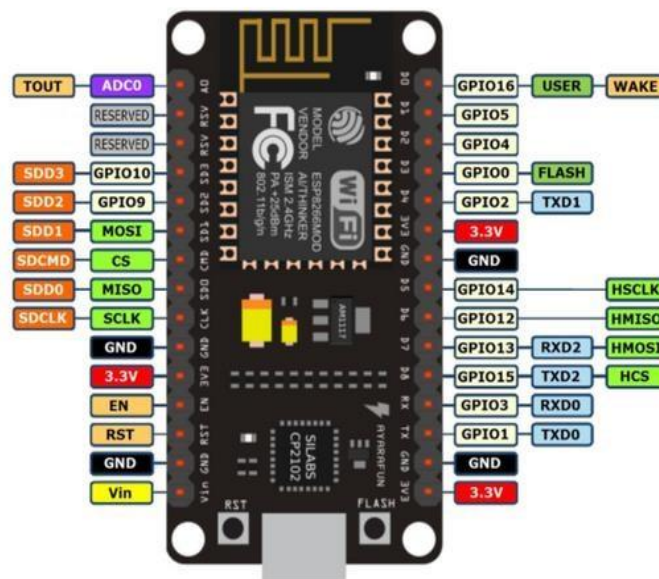 TOUT ADC0 A0
RESERVED RSV
RESERVED RSV
SDD3 GPIO10 SD3
SDD2 GPIO9 SD2
SDD1 MOSI SD1
SDCMD CS CMD
SDD0 MISO SD0
SDCLK SCLK CLK
GND GND
3.3V 3V3
EN EN
RST RST
GND GND
Vin Vin
MODEL
VENDOR
ESP8266MOD
AI/THINKER
ISM 2.4GHz
PA +25dBm
802.11b/g/n
FC
Wi Fi
AM1117
SILABS
CP2102
AYARAFUN
RST
FLASH
D0 GPIO16 USER WAKE
D1 GPIO5
D2 GPIO4
D3 GPIO0 FLASH
D4 GPIO2 TXD1
3V3 3.3V
GND GND
D5 GPIO14 HSCLK
D6 GPIO12 HMISO
D7 GPIO13 RXD2 HMOSI
D8 GPIO15 TXD2 HCS
RX GPIO3 RXD0
TX GPIO1 TXD0
GND GND
3V3 3.3V